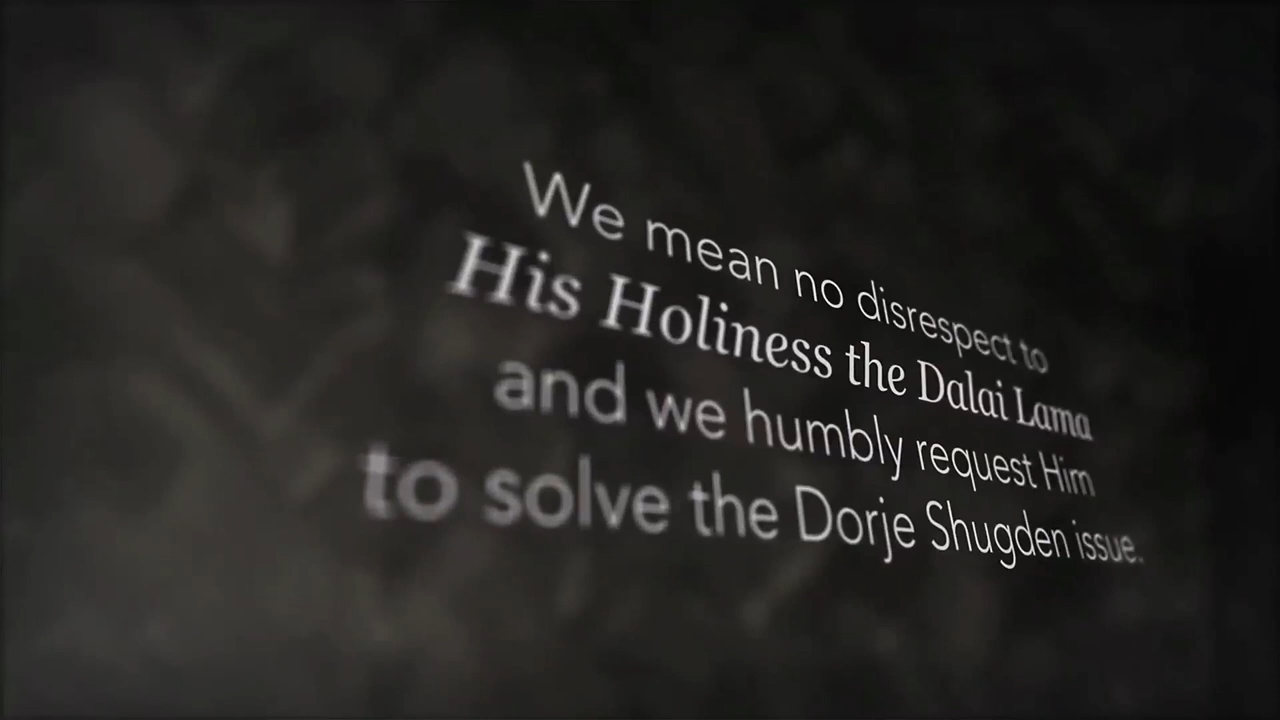 We mean no disrespect to
His Holiness the Dalai Lama
and we humbly request Him
to solve the Dorje Shugden issue.